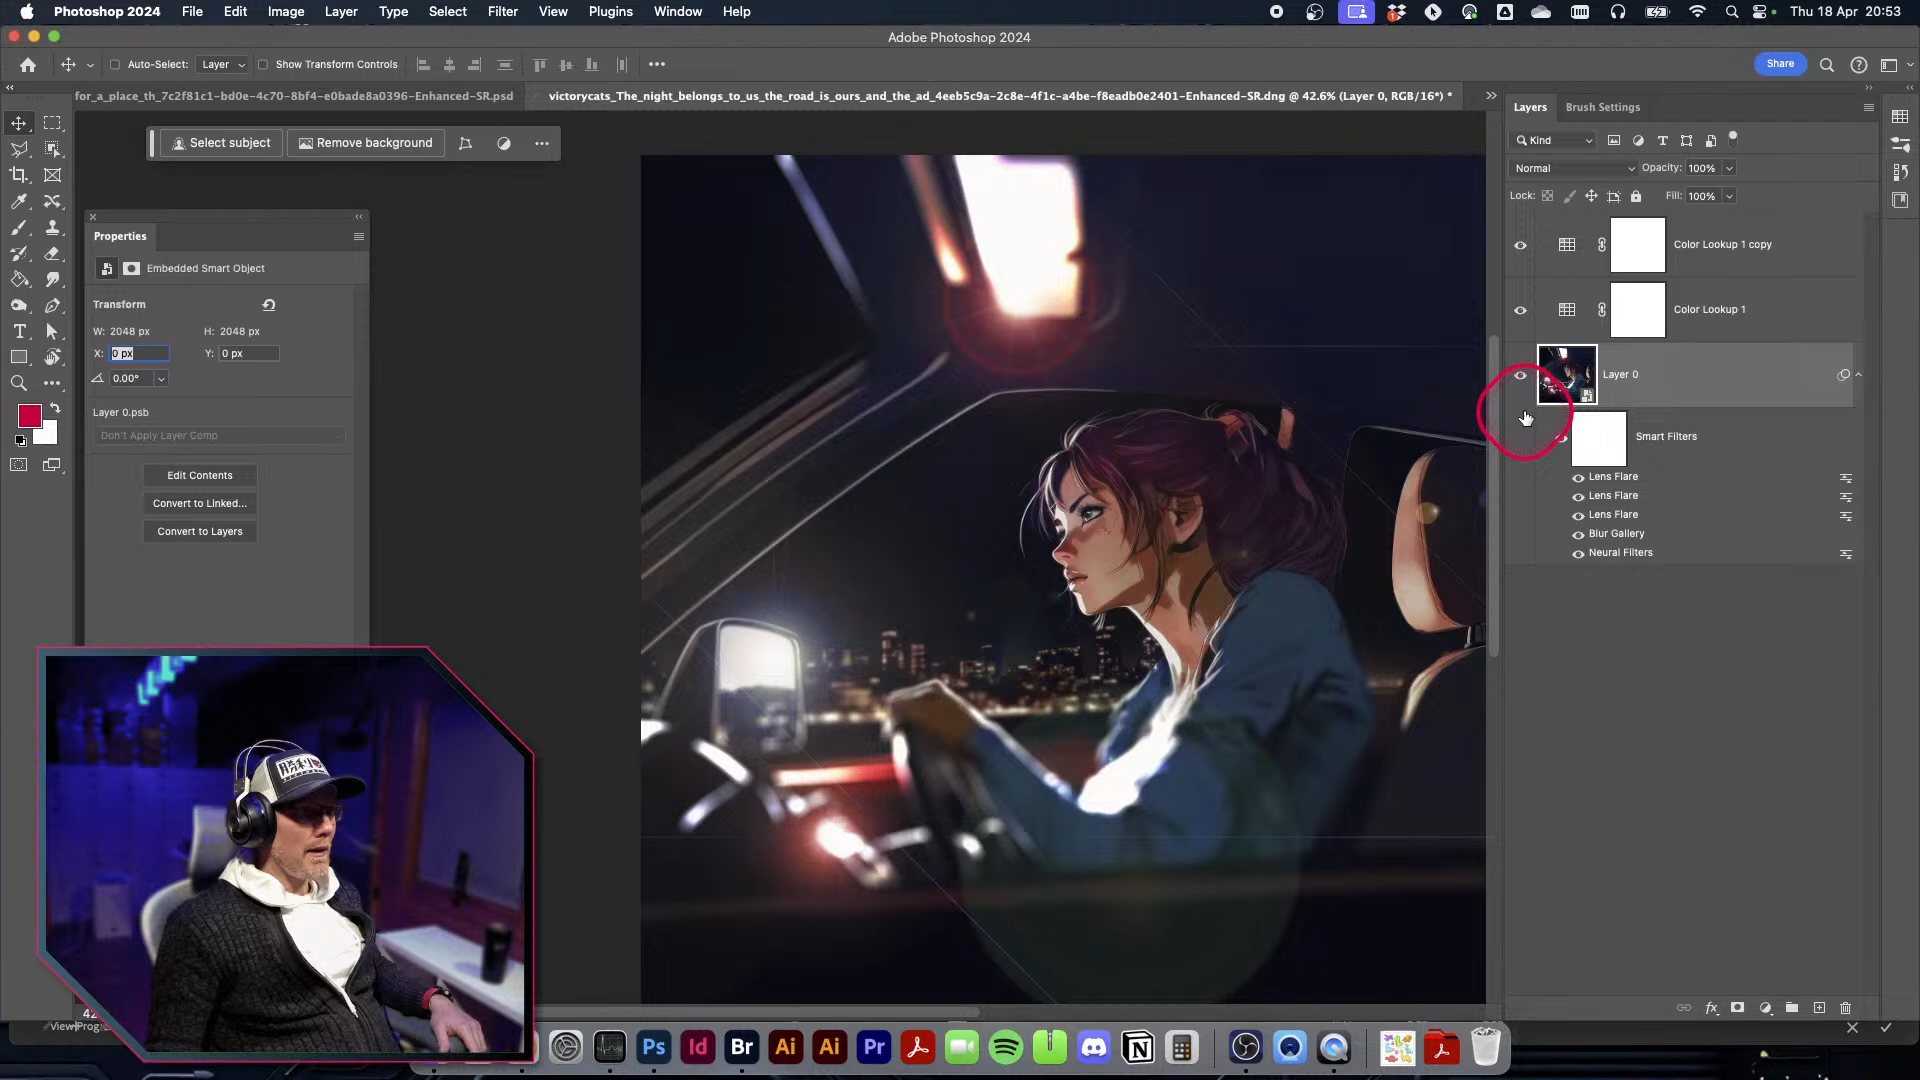 Photoshop 2024 File Edit Image Layer Type Select Filter View Plugins Window Help
Thu 18 Apr 20:53
Adobe Photoshop 2024
Auto-Select: Layer Show Transform Controls
Share
for_a_place_th_7c2f81c1-bd0e-4c70-8bf4-e0bade8a0396-Enhanced-SR.psd
victorycats_The_night_belongs_to_us_the_road_is_ours_and_the_ad_4eeb5c9a-2c8e-4f1c-a4be-f8eadb0e2401-Enhanced-SR.dng @ 42.6% (Layer 0, RGB/16*) *
Layers Brush Settings
Select subject Remove background
Kind
Normal Opacity: 100%
Lock: Fill: 100%
Properties
Embedded Smart Object
Transform
W: 2048 px H: 2048 px
X: 0 px Y: 0 px
0.00°
Layer 0.psb
Don't Apply Layer Comp
Edit Contents
Convert to Linked...
Convert to Layers
Color Lookup 1 copy
Color Lookup 1
Layer 0
Smart Filters
Lens Flare
Lens Flare
Lens Flare
Blur Gallery
Neural Filters
勝利
42
View Prog
Ps Id Br Ai Ai Pr